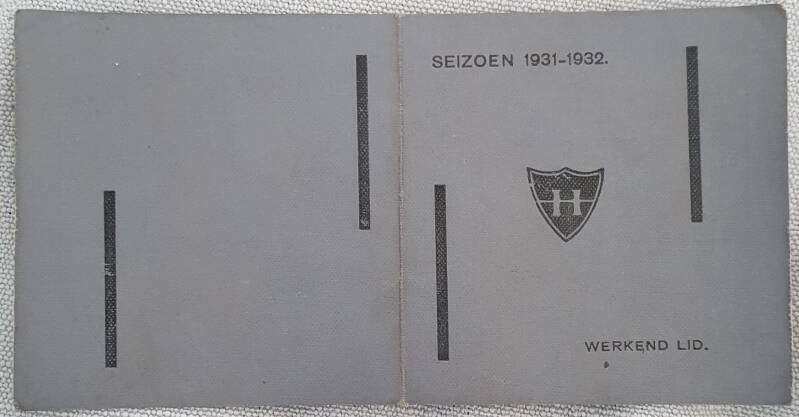 SEIZOEN 1931-1932.
H
WERKEND LID.